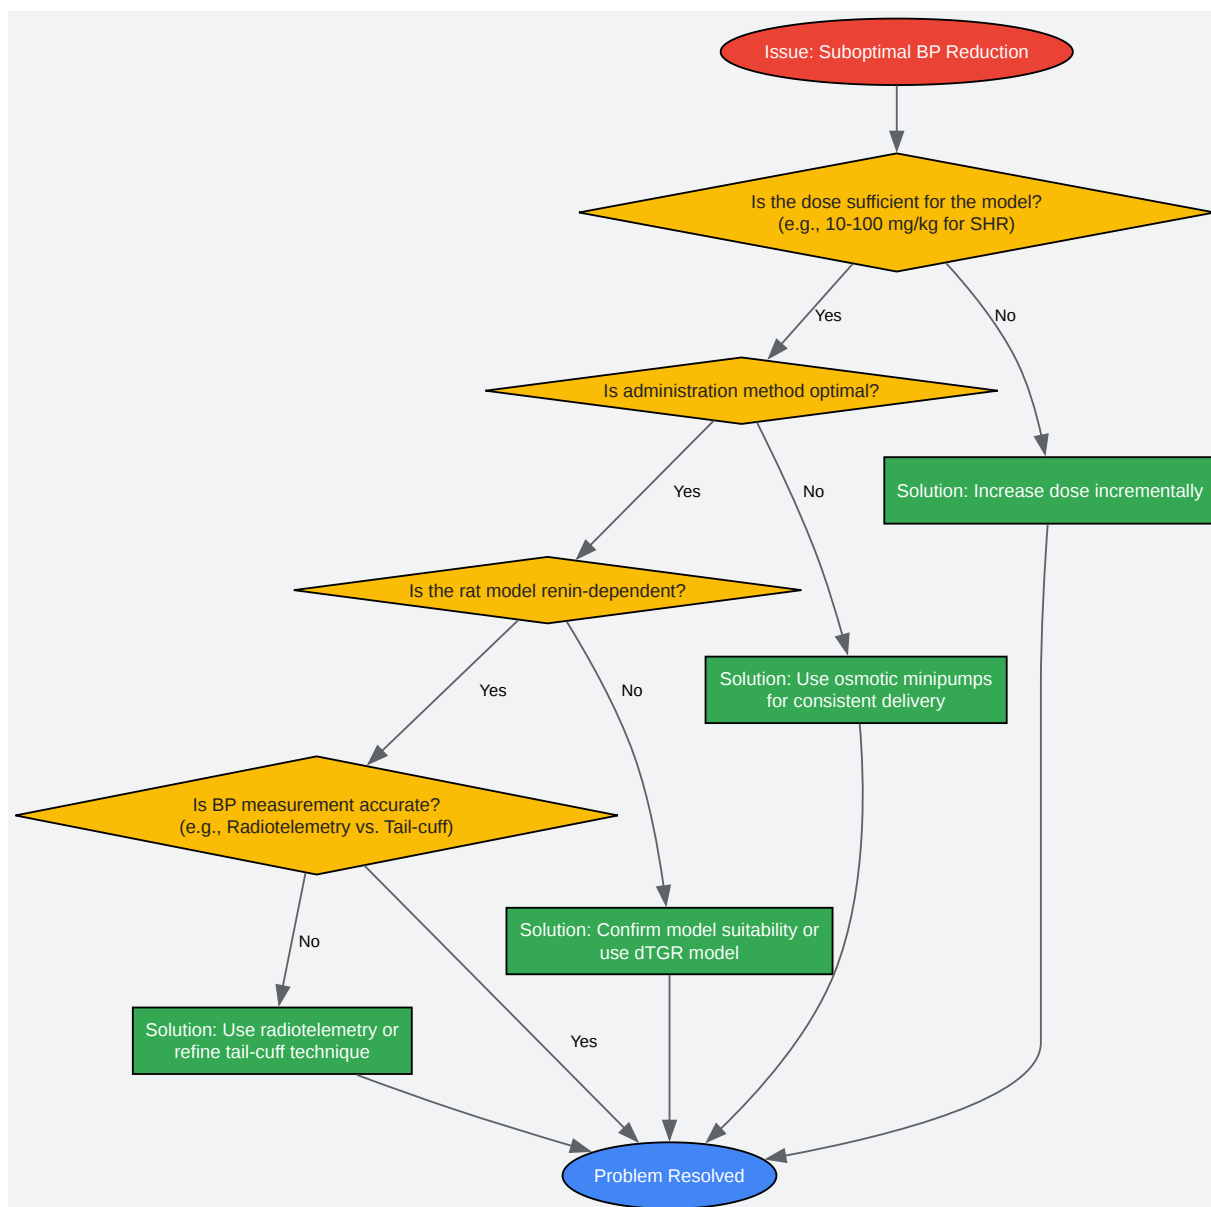 Issue: Suboptimal BP Reduction
Is the dose sufficient for the model?
(e.g., 10-100 mg/kg for SHR)
Yes
No
Is administration method optimal?
Yes
No
Solution: Increase dose incrementally
Is the rat model renin-dependent?
Yes
No
Solution: Use osmotic minipumps
for consistent delivery
Is BP measurement accurate?
(e.g., Radiotelemetry vs. Tail-cuff)
No
Yes
Solution: Confirm model suitability or
use dTGR model
Solution: Use radiotelemetry or
refine tail-cuff technique
Problem Resolved